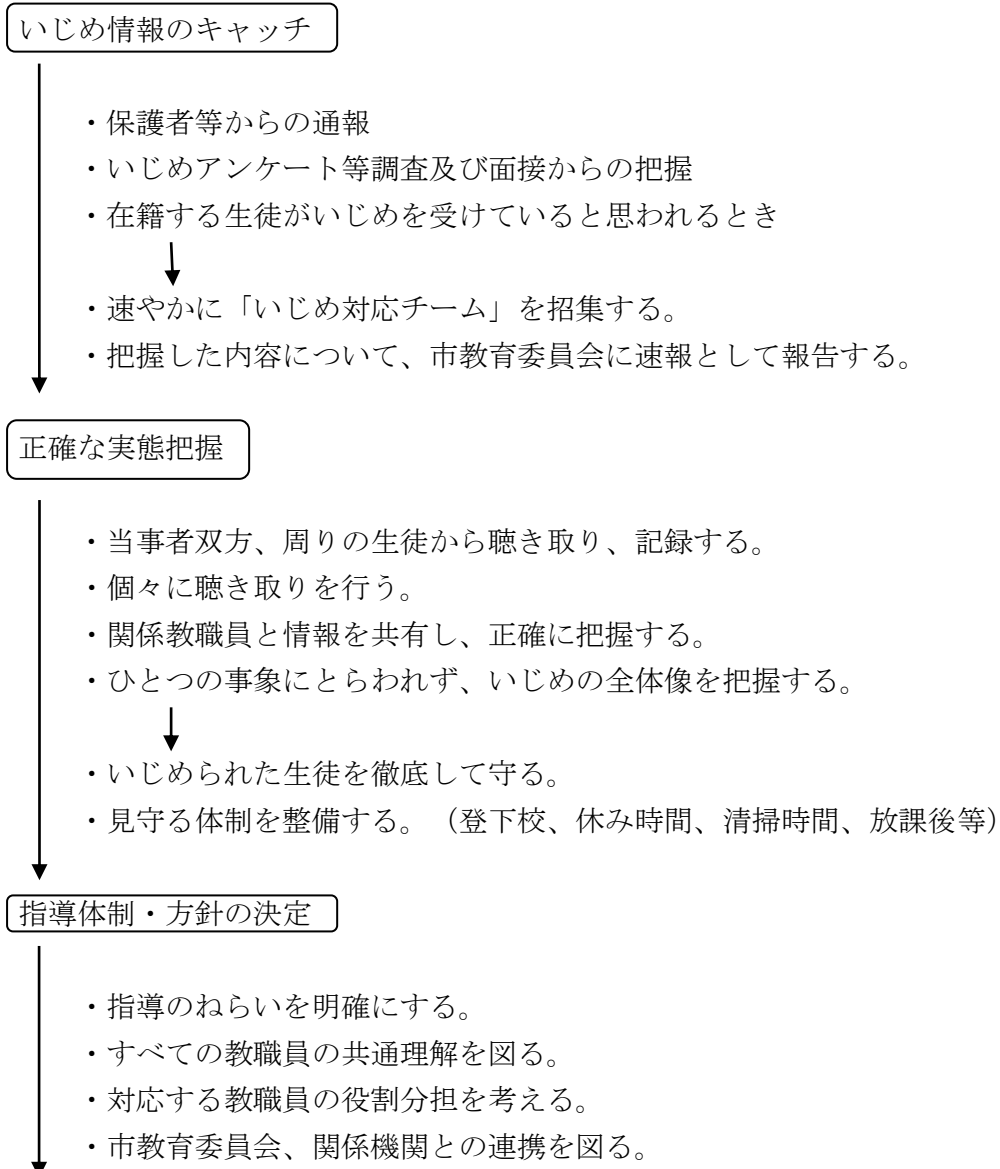 いじめ情報のキャッチ
・保護者等からの通報
・いじめアンケート等調査及び面接からの把握
・在籍する生徒がいじめを受けていると思われるとき
・速やかに「いじめ対応チーム」を招集する。
・把握した内容について、市教育委員会に速報として報告する。
正確な実態把握
・当事者双方、周りの生徒から聴き取り、記録する。
・個々に聴き取りを行う。
・関係教職員と情報を共有し、正確に把握する。
・ひとつの事象にとらわれず、いじめの全体像を把握する。
・いじめられた生徒を徹底して守る。
・見守る体制を整備する。（登下校、休み時間、清掃時間、放課後等）
指導体制・方針の決定
・指導のねらいを明確にする。
・すべての教職員の共通理解を図る。
・対応する教職員の役割分担を考える。
・市教育委員会、関係機関との連携を図る。